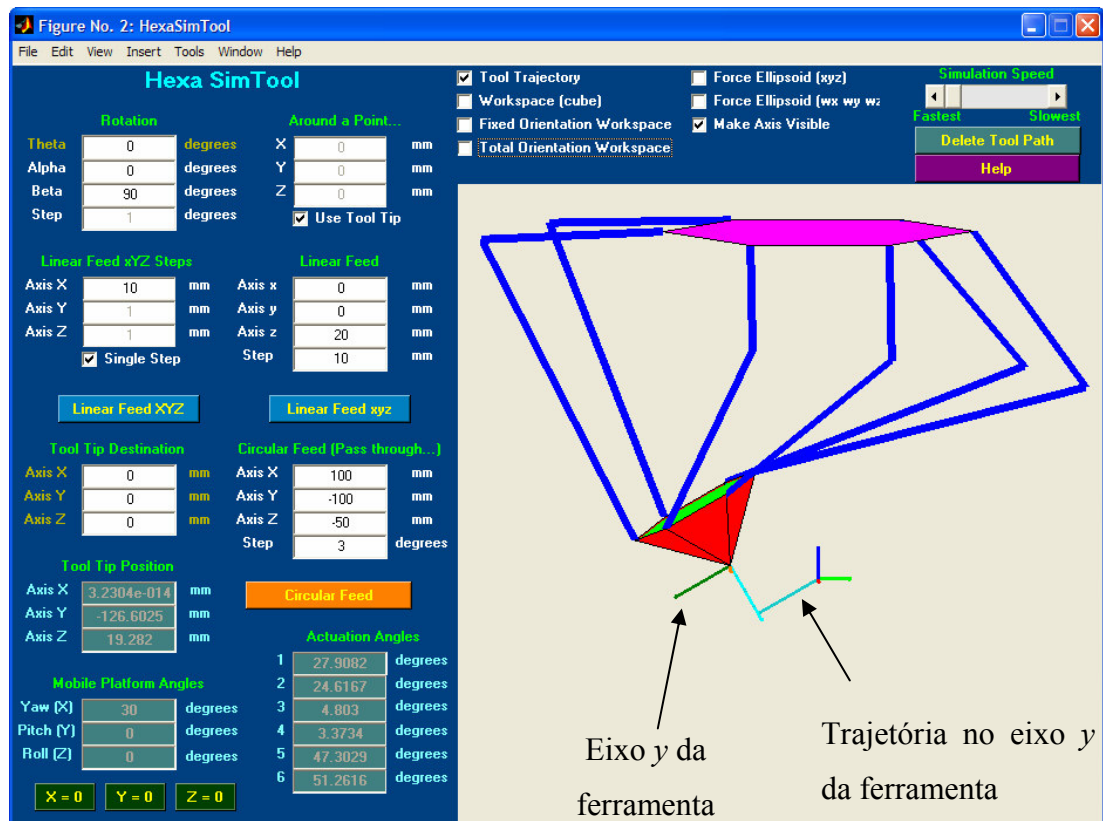 Figure No. 2: HexaSimTool
File Edit View Insert Tools Window Help
Hexa SimTool
Rotation
Theta 0 degrees
Alpha 0 degrees
Beta 90 degrees
Step 1 degrees
Around a Point...
X 0 mm
Y 0 mm
Z 0 mm
Use Tool Tip
Linear Feed xYZ Steps
Axis X 10 mm
Axis Y 1 mm
Axis Z 1 mm
Single Step
Linear Feed
Axis x 0 mm
Axis y 0 mm
Axis z 20 mm
Step 10 mm
Linear Feed XYZ
Linear Feed xyz
Tool Tip Destination
Axis X 0 mm
Axis Y 0 mm
Axis Z 0 mm
Circular Feed (Pass through...)
Axis X 100 mm
Axis Y -100 mm
Axis Z -50 mm
Step 3 degrees
Tool Tip Position
Axis X 3.2304e-014 mm
Axis Y -126.6025 mm
Axis Z 19.282 mm
Circular Feed
Mobile Platform Angles
Yaw (X) 30 degrees
Pitch (Y) 0 degrees
Roll (Z) 0 degrees
X = 0 Y = 0 Z = 0
Actuation Angles
1 27.9082 degrees
2 24.6167 degrees
3 4.803 degrees
4 3.3734 degrees
5 47.3029 degrees
6 51.2616 degrees
Tool Trajectory
Workspace (cube)
Fixed Orientation Workspace
Total Orientation Workspace
Force Ellipsoid (xyz)
Force Ellipsoid (wx wy wz
Make Axis Visible
Simulation Speed
Fastest Slowest
Delete Tool Path
Help
Eixo y da
ferramenta
Trajetória no eixo y
da ferramenta